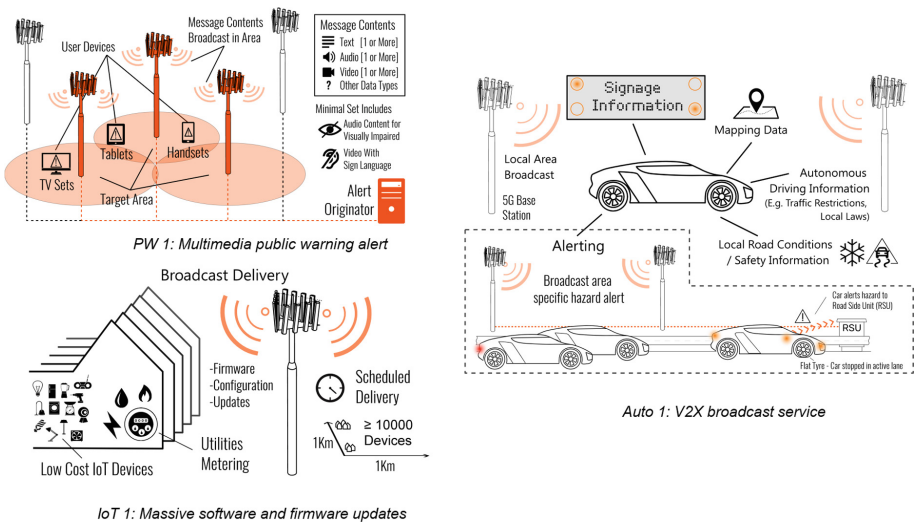 Message Contents
Broadcast in Area
User Devices
Message Contents
Text [1 or More]
Audio [1 or More]
Video [1 or More]
? Other Data Types
Minimal Set Includes
Audio Content for
Visually Impaired
Video With
Sign Language
TV Sets
Tablets
Handsets
Target Area
Alert
Originator
PW 1: Multimedia public warning alert
Broadcast Delivery
-Firmware
-Configuration
-Updates
Scheduled
Delivery
≥ 10000
Devices
1Km
1Km
Utilities
Metering
Low Cost IoT Devices
IoT 1: Massive software and firmware updates
Signage
Information
Mapping Data
Local Area
Broadcast
5G Base
Station
Autonomous
Driving Information
(E.g. Traffic Restrictions,
Local Laws)
Alerting
Local Road Conditions
/ Safety Information
Broadcast area
specific hazard alert
Car alerts hazard to
Road Side Unit (RSU)
RSU
Flat Tyre - Car stopped in active lane
Auto 1: V2X broadcast service